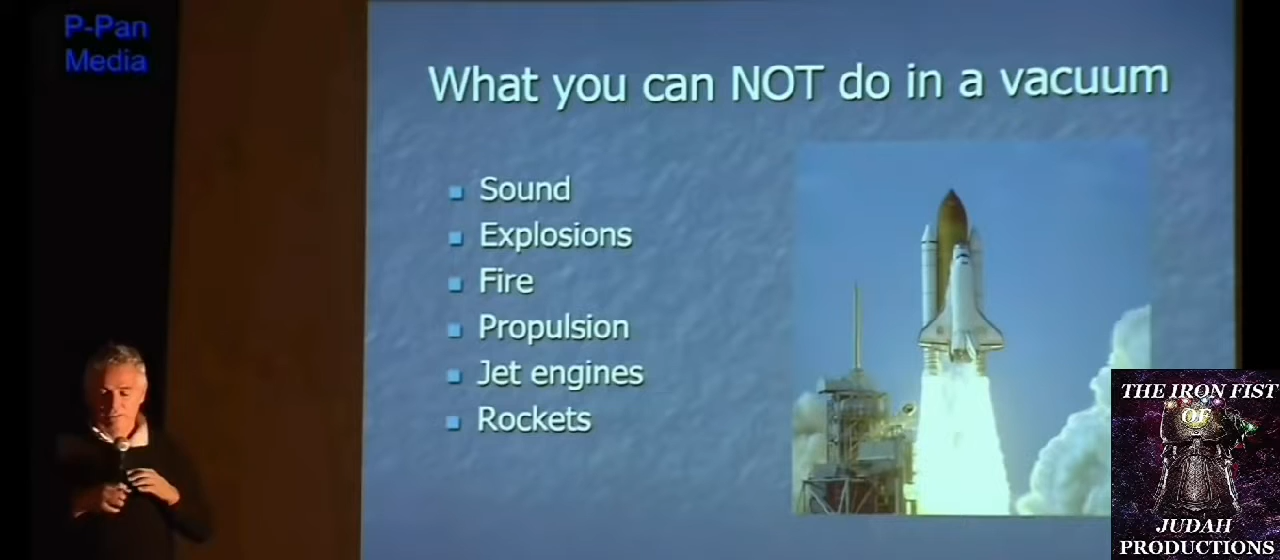 P-Pan
Media
What you can NOT do in a vacuum
Sound
Explosions
Fire
Propulsion
Jet engines
Rockets
THE IRON FIST
OF
JUDAH
PRODUCTIONS